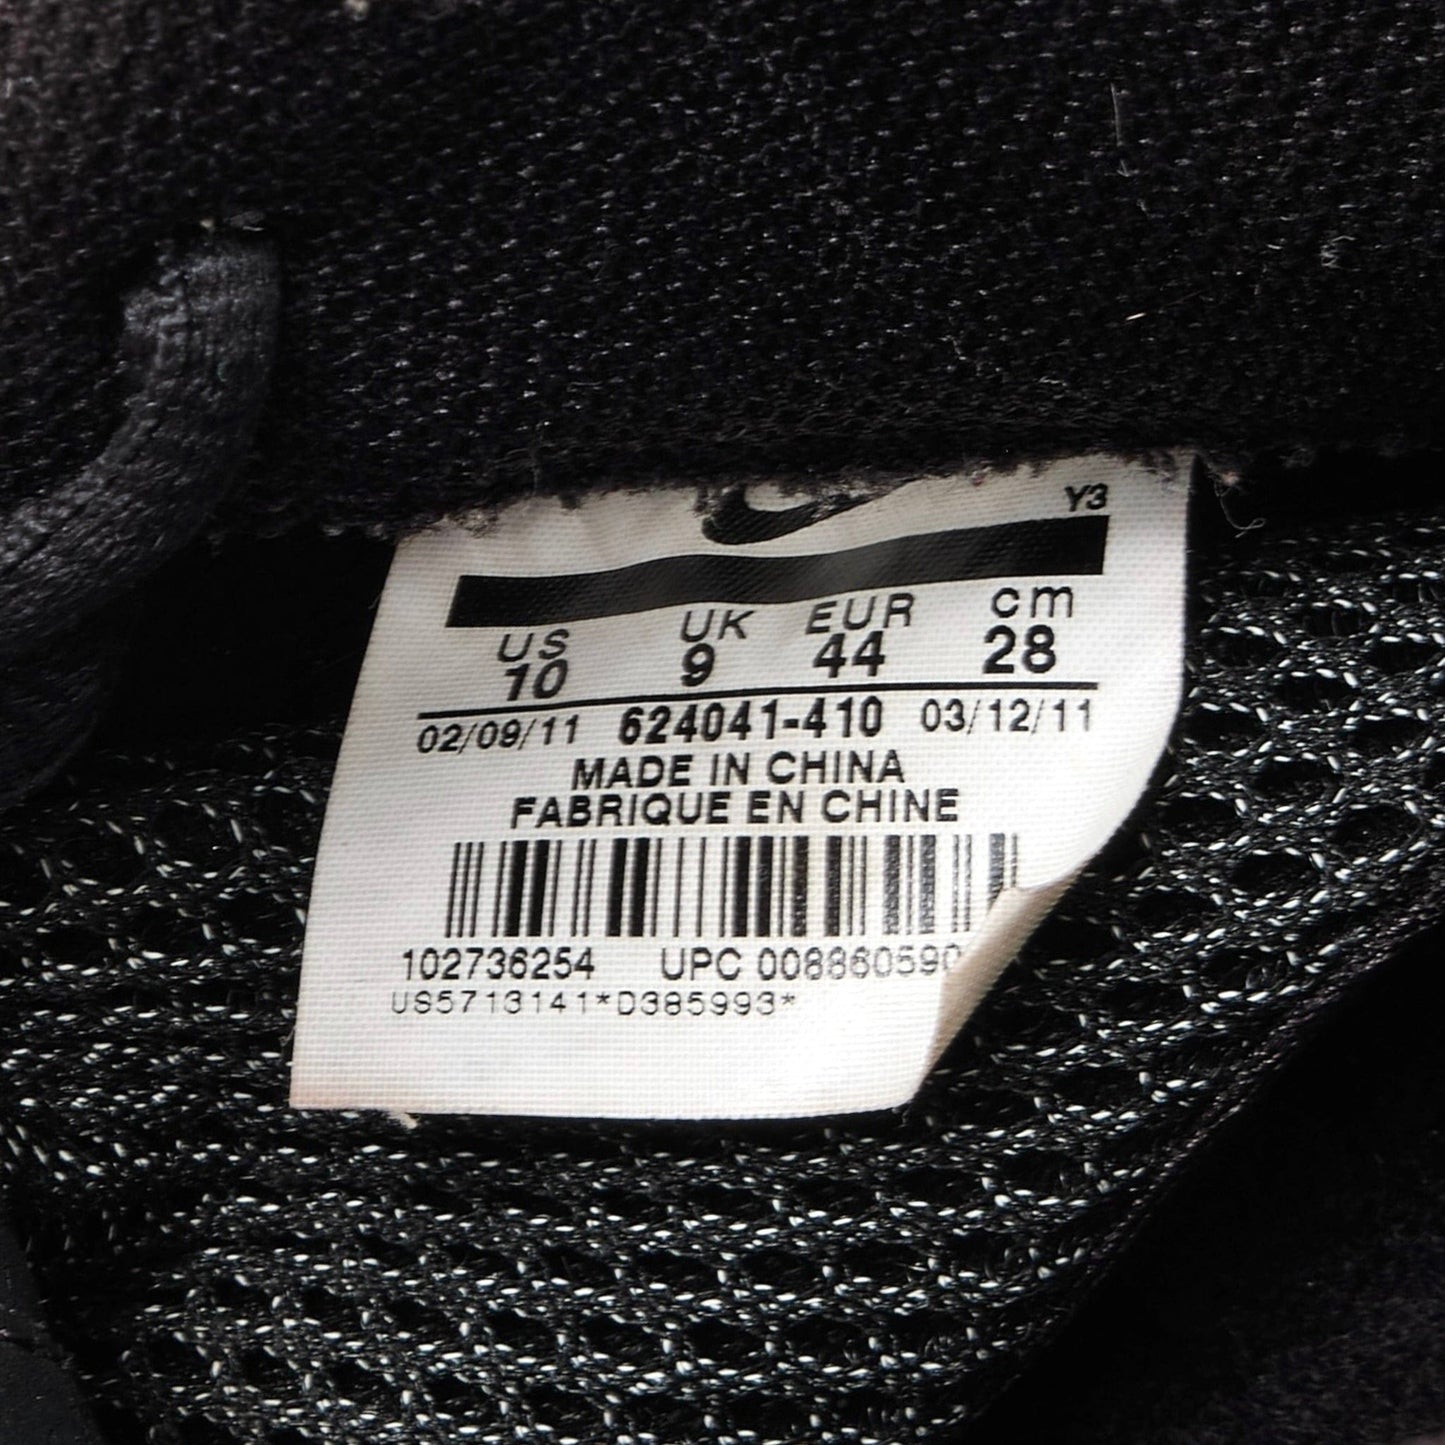 Y3
US UK EUR cm
10 9 44 28
02/09/11 624041-410 03/12/11
MADE IN CHINA
FABRIQUE EN CHINE
102736254 UPC 008860590
US5713141*D385993*